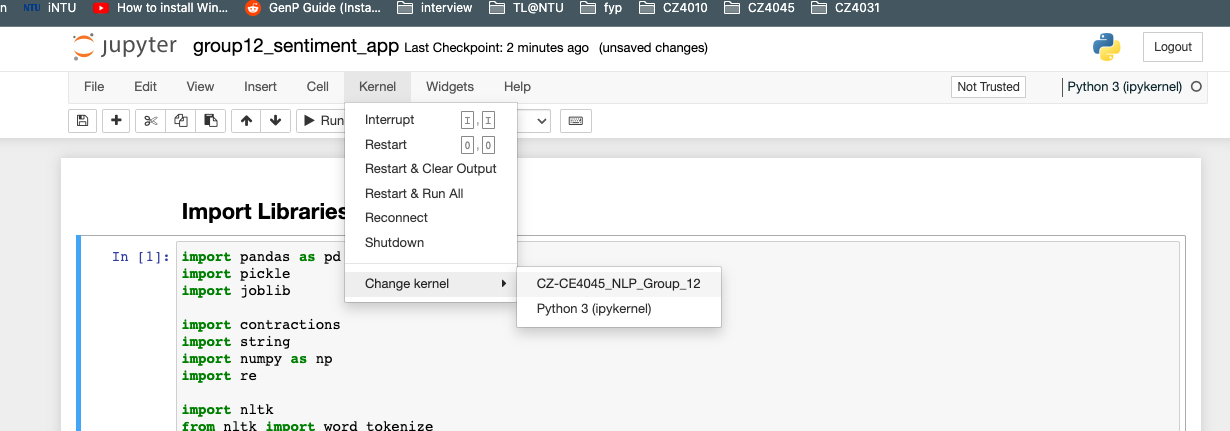 n iNTU How to install Win... GenP Guide (Insta... interview TL@NTU fyp CZ4010 CZ4045 CZ4031
jupyter group12_sentiment_app Last Checkpoint: 2 minutes ago (unsaved changes) Logout
File Edit View Insert Cell Kernel Widgets Help Not Trusted Python 3 (ipykernel)
Run
Interrupt I,I
Restart 0,0
Restart & Clear Output
Restart & Run All
Reconnect
Shutdown
Change kernel
CZ-CE4045_NLP_Group_12
Python 3 (ipykernel)
Import Libraries
In [1]: import pandas as pd
import pickle
import joblib
import contractions
import string
import numpy as np
import re
import nltk
from nltk import word_tokenize